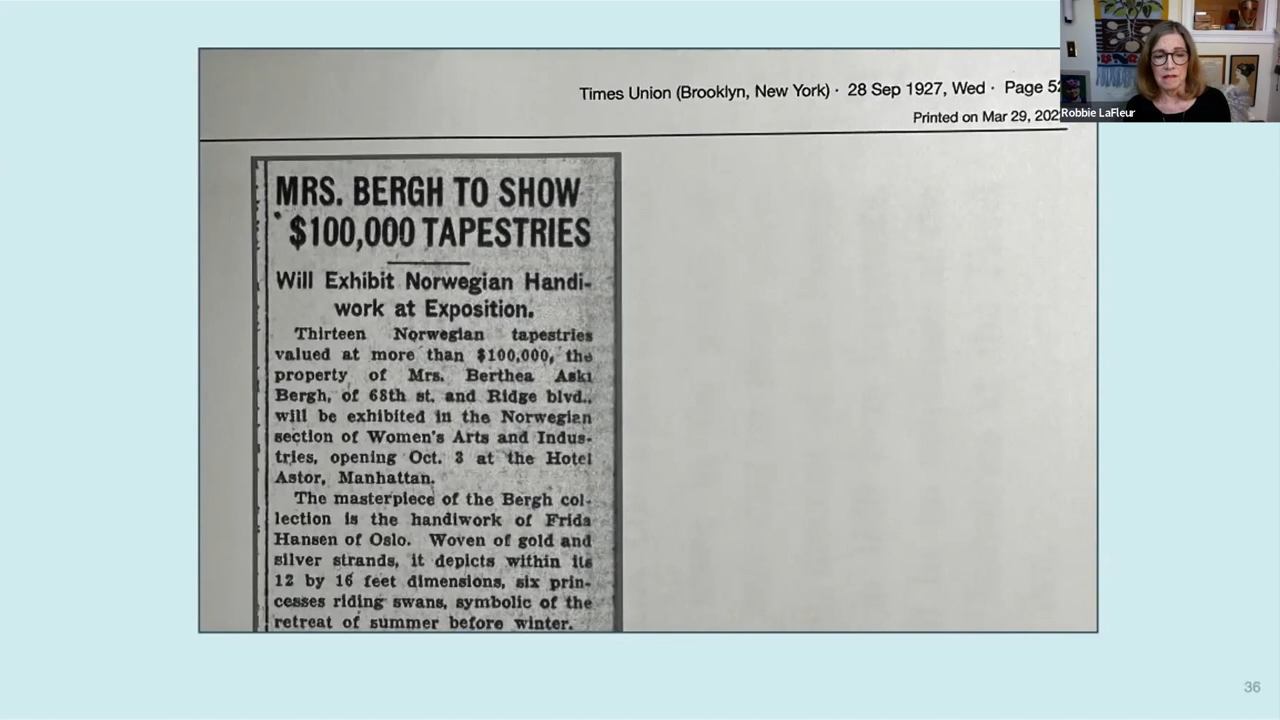 Times Union (Brooklyn, New York) · 28 Sep 1927, Wed · Page 52
Printed on Mar 29, 202
Robbie LaFleur
MRS. BERGH TO SHOW
$100,000 TAPESTRIES
Will Exhibit Norwegian Handi-
work at Exposition.
Thirteen Norwegian tapestries
valued at more than $100,000, the
property of Mrs. Berthea Aski
Bergh, of 68th st. and Ridge blvd.,
will be exhibited in the Norwegian
section of Women's Arts and Indus-
tries, opening Oct. 3 at the Hotel
Astor, Manhattan.
The masterpiece of the Bergh col-
lection is the handiwork of Frida
Hansen of Oslo. Woven of gold and
silver strands, it depicts within its
12 by 16 feet dimensions, six prin-
cesses riding swans, symbolic of the
retreat of summer before winter.
36